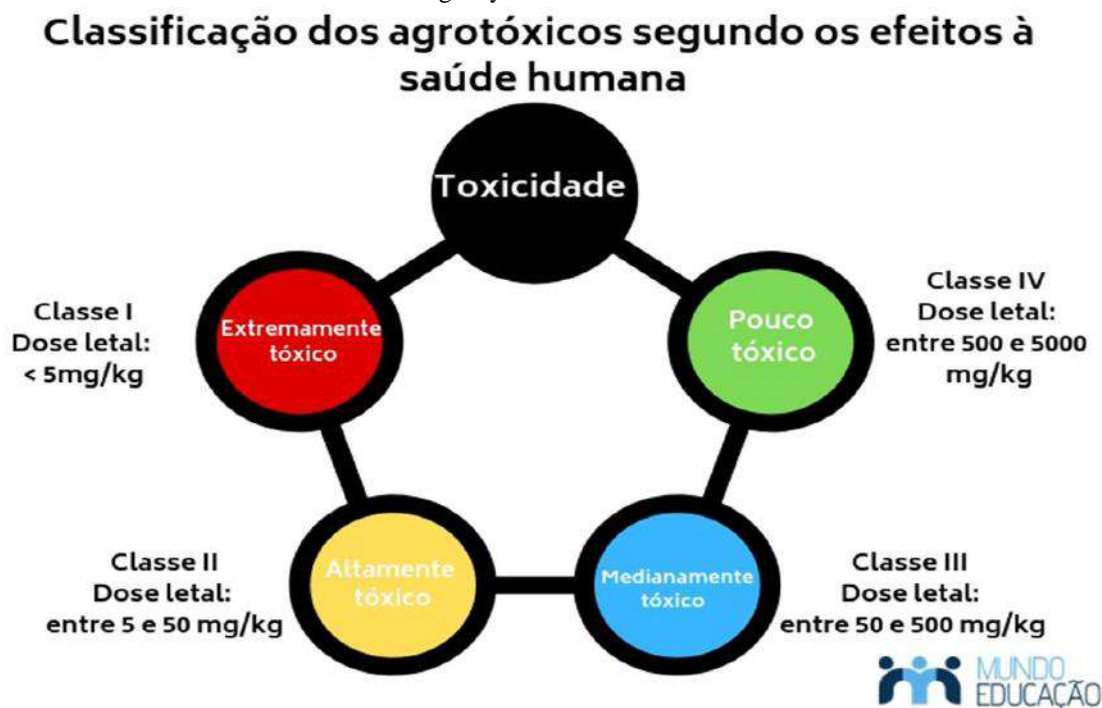 Classificação dos agrotóxicos segundo os efeitos à
saúde humana
Toxicidade
Classe I
Dose letal:
< 5mg/kg
Extremamente
tóxico
Pouco
tóxico
Classe IV
Dose letal:
entre 500 e 5000
mg/kg
Classe II
Dose letal:
entre 5 e 50 mg/kg
Altamente
tóxico
Medianamente
tóxico
Classe III
Dose letal:
entre 50 e 500 mg/kg
MUNDO
EDUCAÇÃO